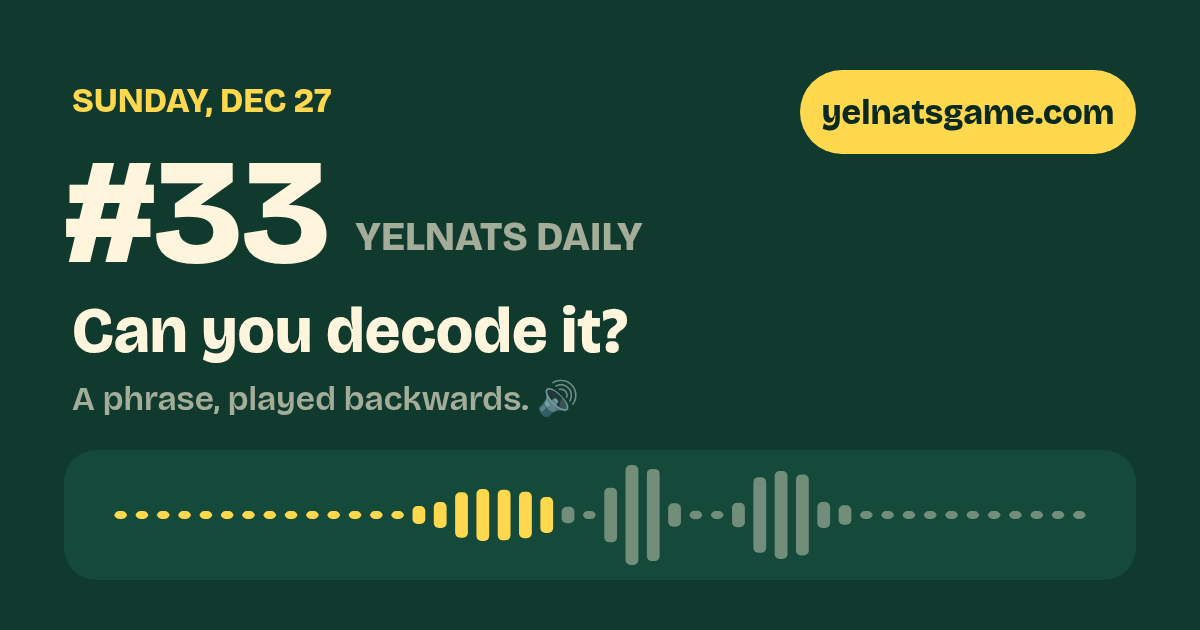 SUNDAY, DEC 27
yelnatsgame.com
#33 YELNATS DAILY
Can you decode it?
A phrase, played backwards. 🔊